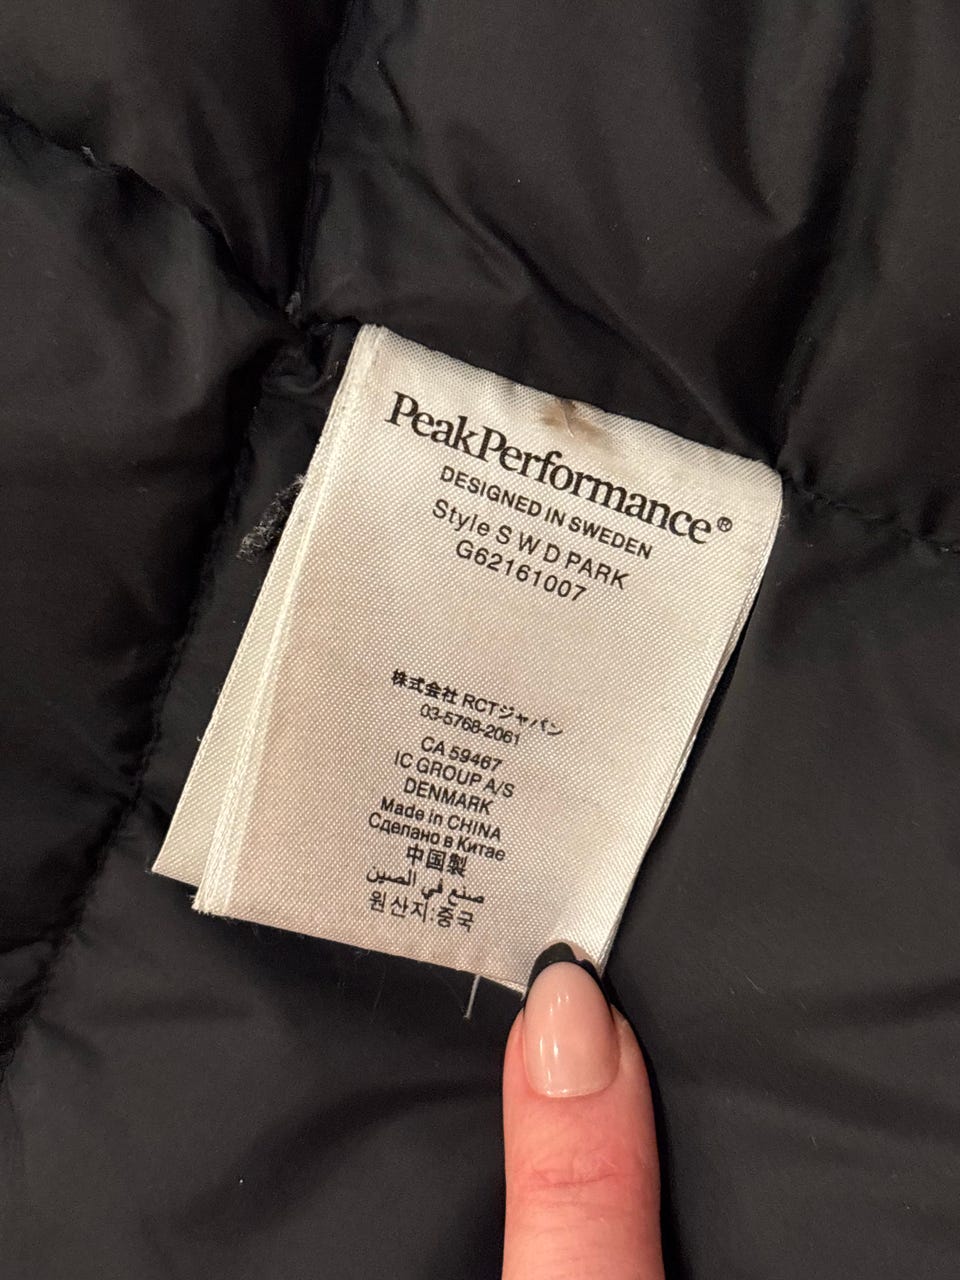 PeakPerformance®
DESIGNED IN SWEDEN
Style S W D PARK
G62161007
株式会社 RCTジャパン
03-5768-2061
CA 59467
IC GROUP A/S
DENMARK
Made in CHINA
Сделано в Китае
中国製
صنع في الصين
원산지:중국